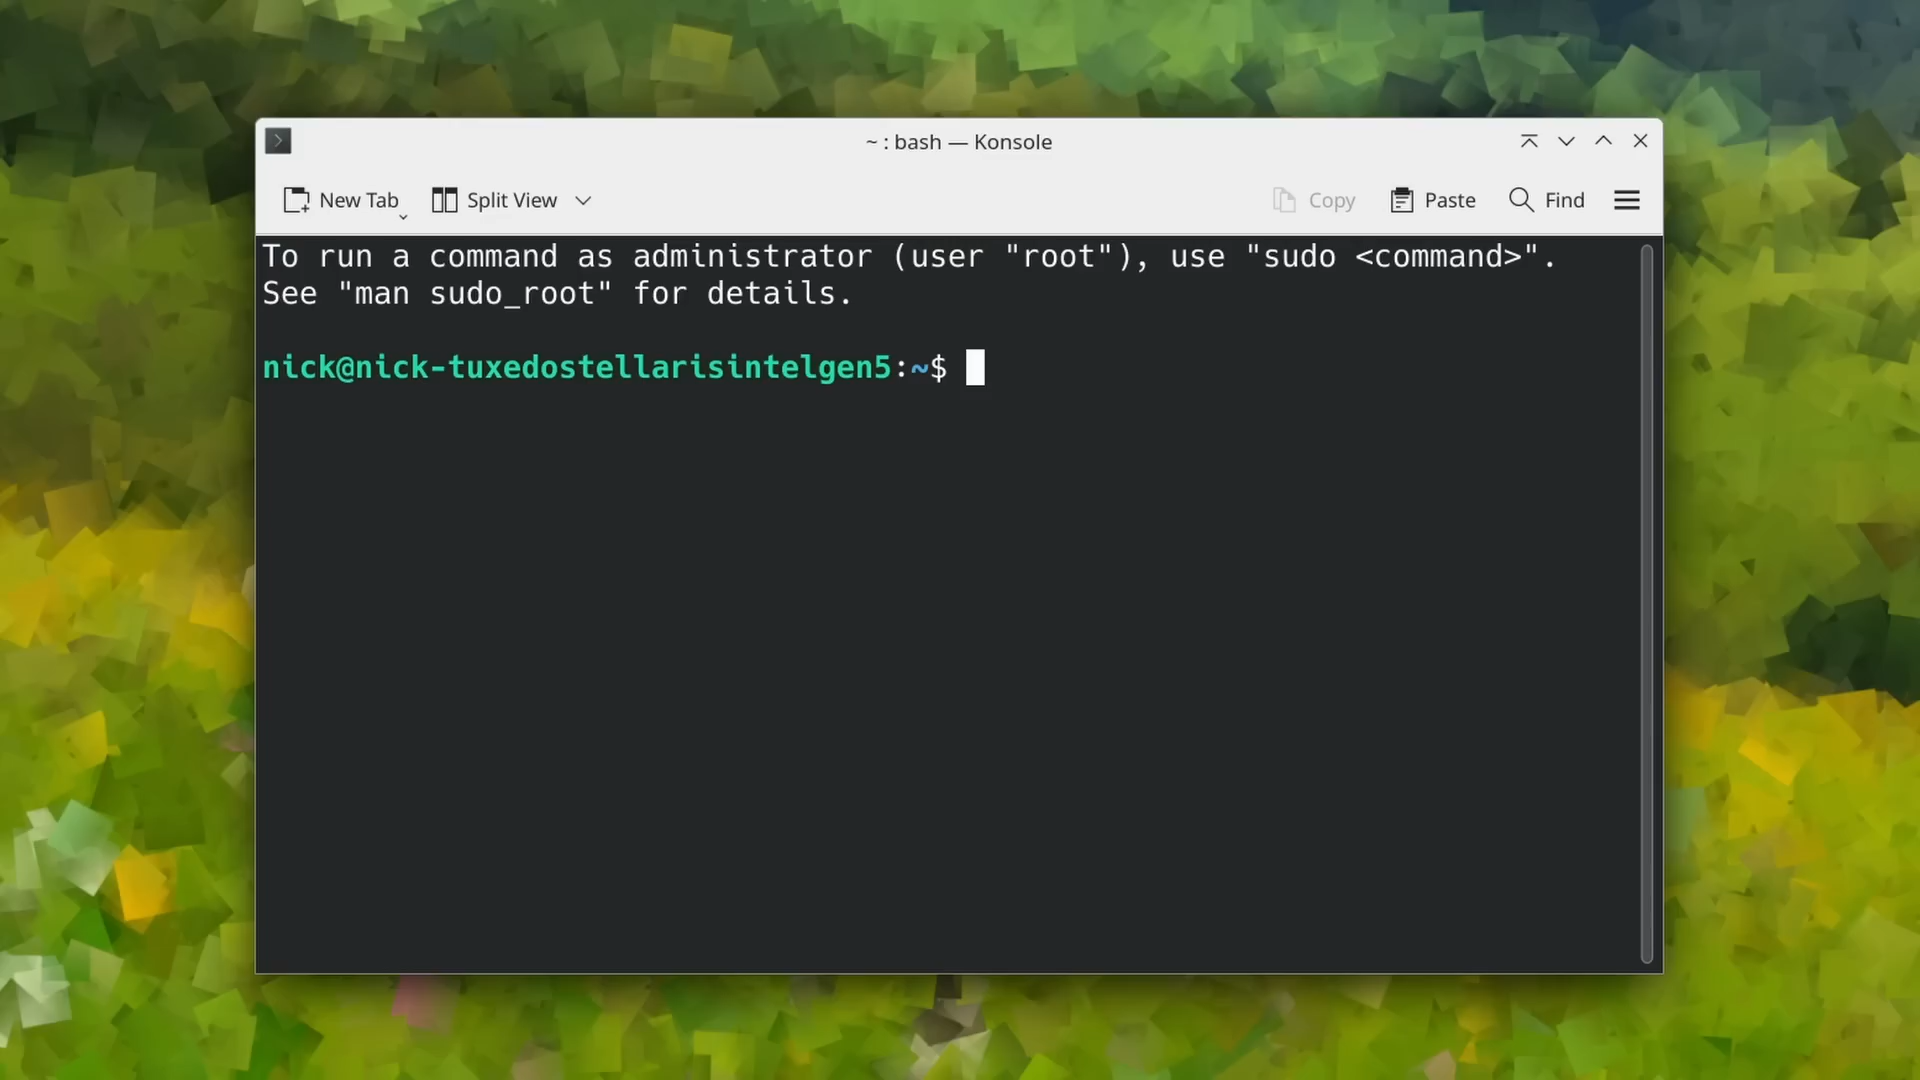 ~ : bash — Konsole
New Tab Split View Copy Paste Find
To run a command as administrator (user "root"), use "sudo <command>".
See "man sudo_root" for details.
nick@nick-tuxedostellarisintelgen5:~$